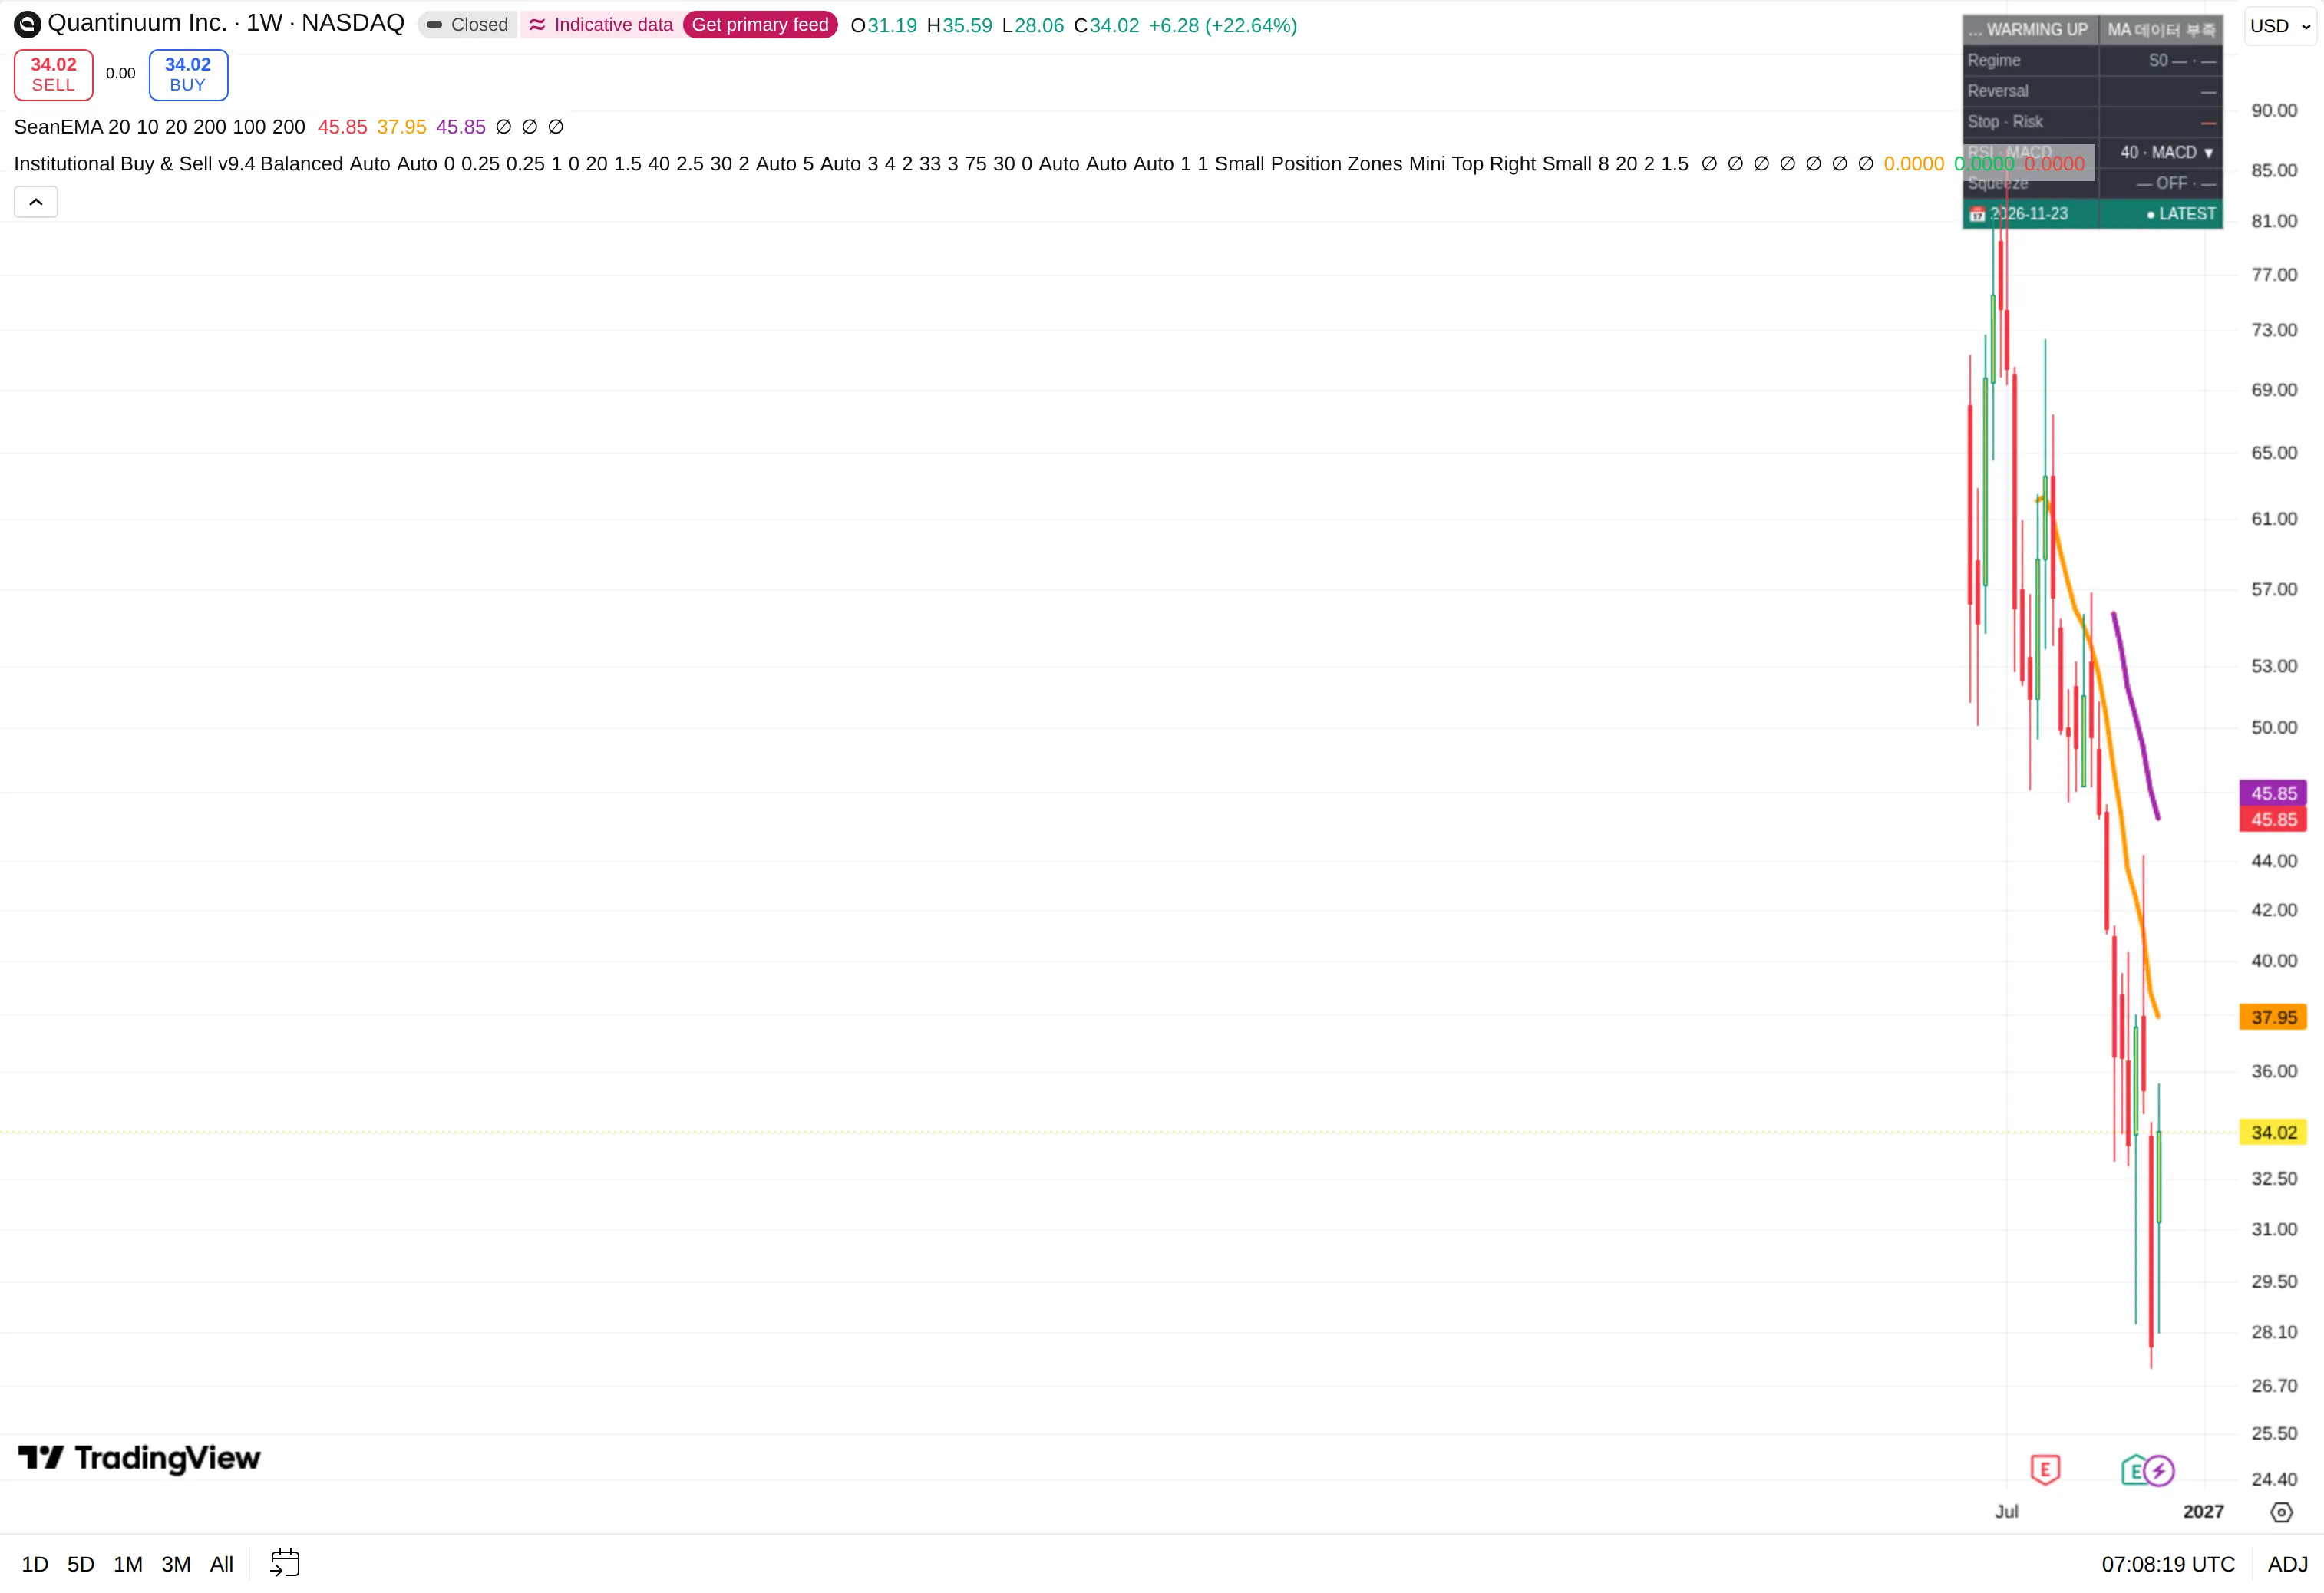 Quantinuum Inc. · 1W · NASDAQ Closed Indicative data Get primary feed O31.19 H35.59 L28.06 C34.02 +6.28 (+22.64%)
34.02 SELL
0.00
34.02 BUY
SeanEMA 20 10 20 200 100 200 45.85 37.95 45.85 ∅ ∅ ∅
Institutional Buy & Sell v9.4 Balanced Auto Auto 0 0.25 0.25 1 0 20 1.5 40 2.5 30 2 Auto 5 Auto 3 4 2 33 3 75 30 0 Auto Auto Auto 1 1 Small Position Zones Mini Top Right Small 8 20 2 1.5 ∅ ∅ ∅ ∅ ∅ ∅ ∅ 0.0000 0.0000 0.0000
... WARMING UP MA 데이터 부족
Regime S0 — · —
Reversal —
Stop · Risk —
RSI · MACD 40 · MACD ▼
Squeeze — OFF · —
2026-11-23 ● LATEST
USD
90.00
85.00
81.00
77.00
73.00
69.00
65.00
61.00
57.00
53.00
50.00
45.85
45.85
44.00
42.00
40.00
37.95
36.00
34.02
32.50
31.00
29.50
28.10
26.70
25.50
24.40
TradingView
E
E
Jul 2027
1D 5D 1M 3M All
07:08:19 UTC ADJ